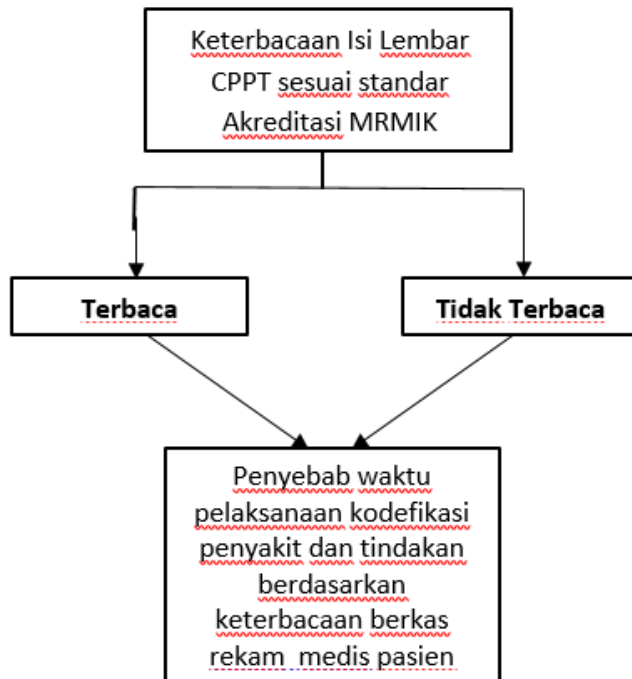 Keterbacaan Isi Lembar
CPPT sesuai standar
Akreditasi MRMIK
Terbaca
Tidak Terbaca
Penyebab waktu
pelaksanaan kodefikasi
penyakit dan tindakan
berdasarkan
keterbacaan berkas
rekam medis pasien